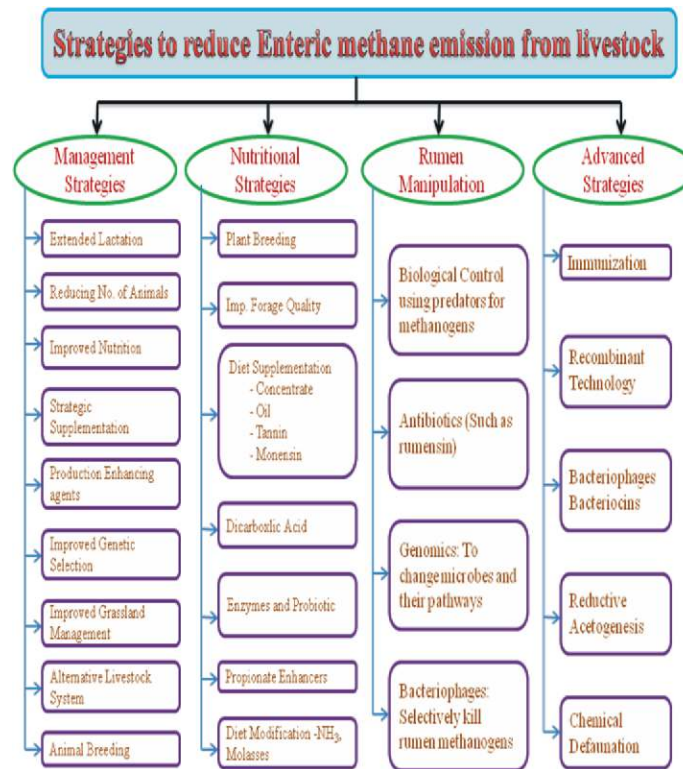 Strategies to reduce Enteric methane emission from livestock
Management
Strategies
Extended Lactation
Reducing No. of Animals
Improved Nutrition
Strategic
Supplementation
Production Enhancing
agents
Improved Genetic
Selection
Improved Grassland
Management
Alternative Livestock
System
Animal Breeding
Nutritional
Strategies
Plant Breeding
Imp. Forage Quality
Diet Supplementation
- Concentrate
- Oil
- Tannin
- Monensin
Dicarboxlic Acid
Enzymes and Probiotic
Propionate Enhancers
Diet Modification -NH₃,
Molasses
Rumen
Manipulation
Biological Control
using predators for
methanogens
Antibiotics (Such as
rumensin)
Genomics: To
change microbes and
their pathways
Bacteriophages:
Selectively kill
rumen methanogens
Advanced
Strategies
Immunization
Recombinant
Technology
Bacteriophages
Bacteriocins
Reductive
Acetogenesis
Chemical
Defaunation